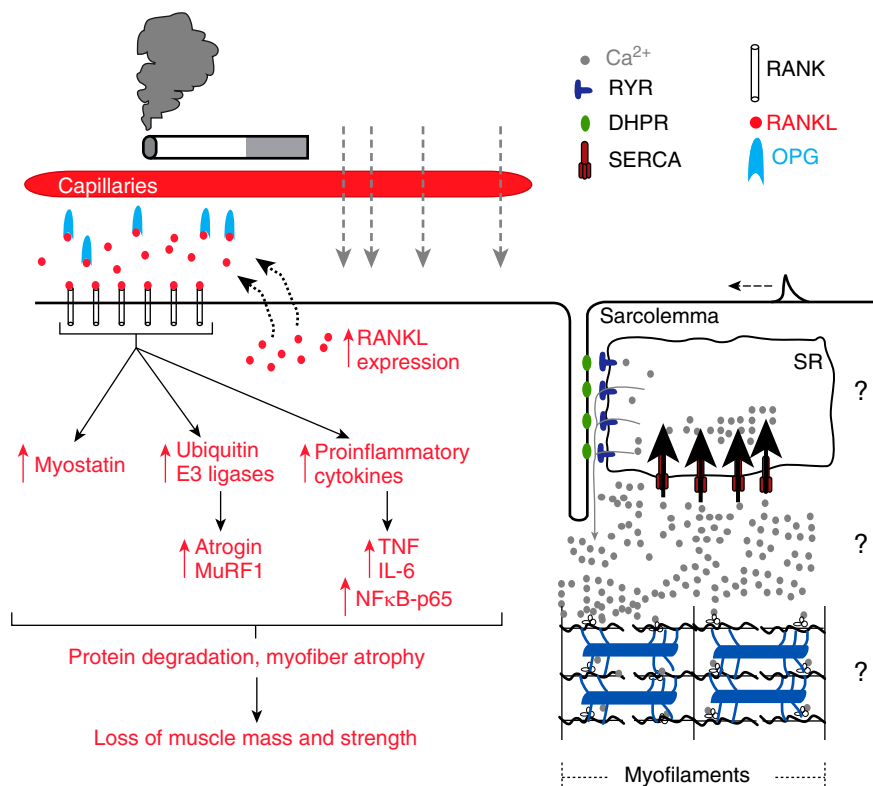 Ca²⁺
RYR
DHPR
SERCA
RANK
RANKL
OPG
Capillaries
RANKL
expression
Sarcolemma
SR
?
?
?
Myostatin
Ubiquitin
E3 ligases
Proinflammatory
cytokines
Atrogin
MuRF1
TNF
IL-6
NFκB-p65
Protein degradation, myofiber atrophy
Loss of muscle mass and strength
Myofilaments